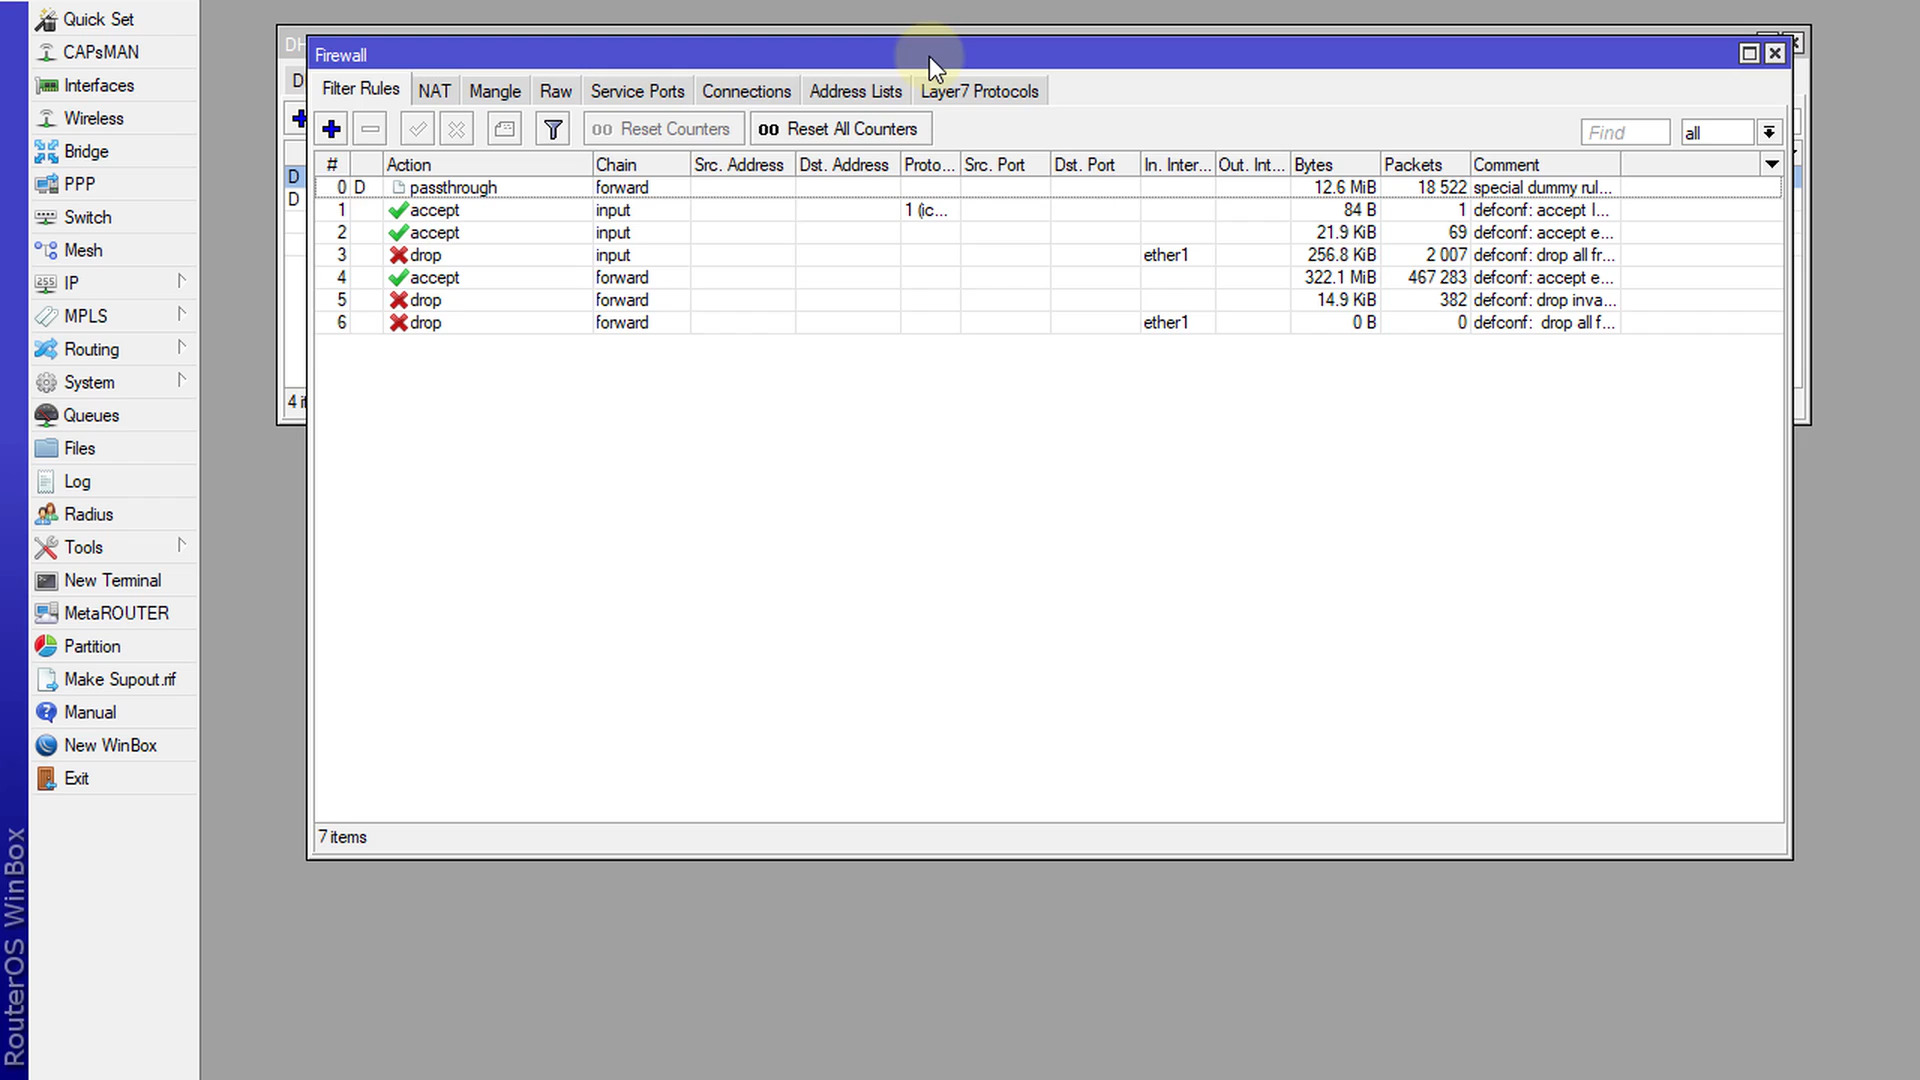 Quick Set
CAPsMAN
Interfaces
Wireless
Bridge
PPP
Switch
Mesh
IP
MPLS
Routing
System
Queues
Files
Log
Radius
Tools
New Terminal
MetaROUTER
Partition
Make Supout.rif
Manual
New WinBox
Exit
RouterOS WinBox
DH
D
D
D
4 it
Firewall
Filter Rules NAT Mangle Raw Service Ports Connections Address Lists Layer7 Protocols
00 Reset Counters 00 Reset All Counters Find all
# Action Chain Src. Address Dst. Address Proto... Src. Port Dst. Port In. Inter... Out. Int... Bytes Packets Comment
0 D passthrough forward 12.6 MiB 18 522 special dummy rul...
1 accept input 1 (ic... 84 B 1 defconf: accept I...
2 accept input 21.9 KiB 69 defconf: accept e...
3 drop input ether1 256.8 KiB 2 007 defconf: drop all fr...
4 accept forward 322.1 MiB 467 283 defconf: accept e...
5 drop forward 14.9 KiB 382 defconf: drop inva...
6 drop forward ether1 0 B 0 defconf:  drop all f...
7 items